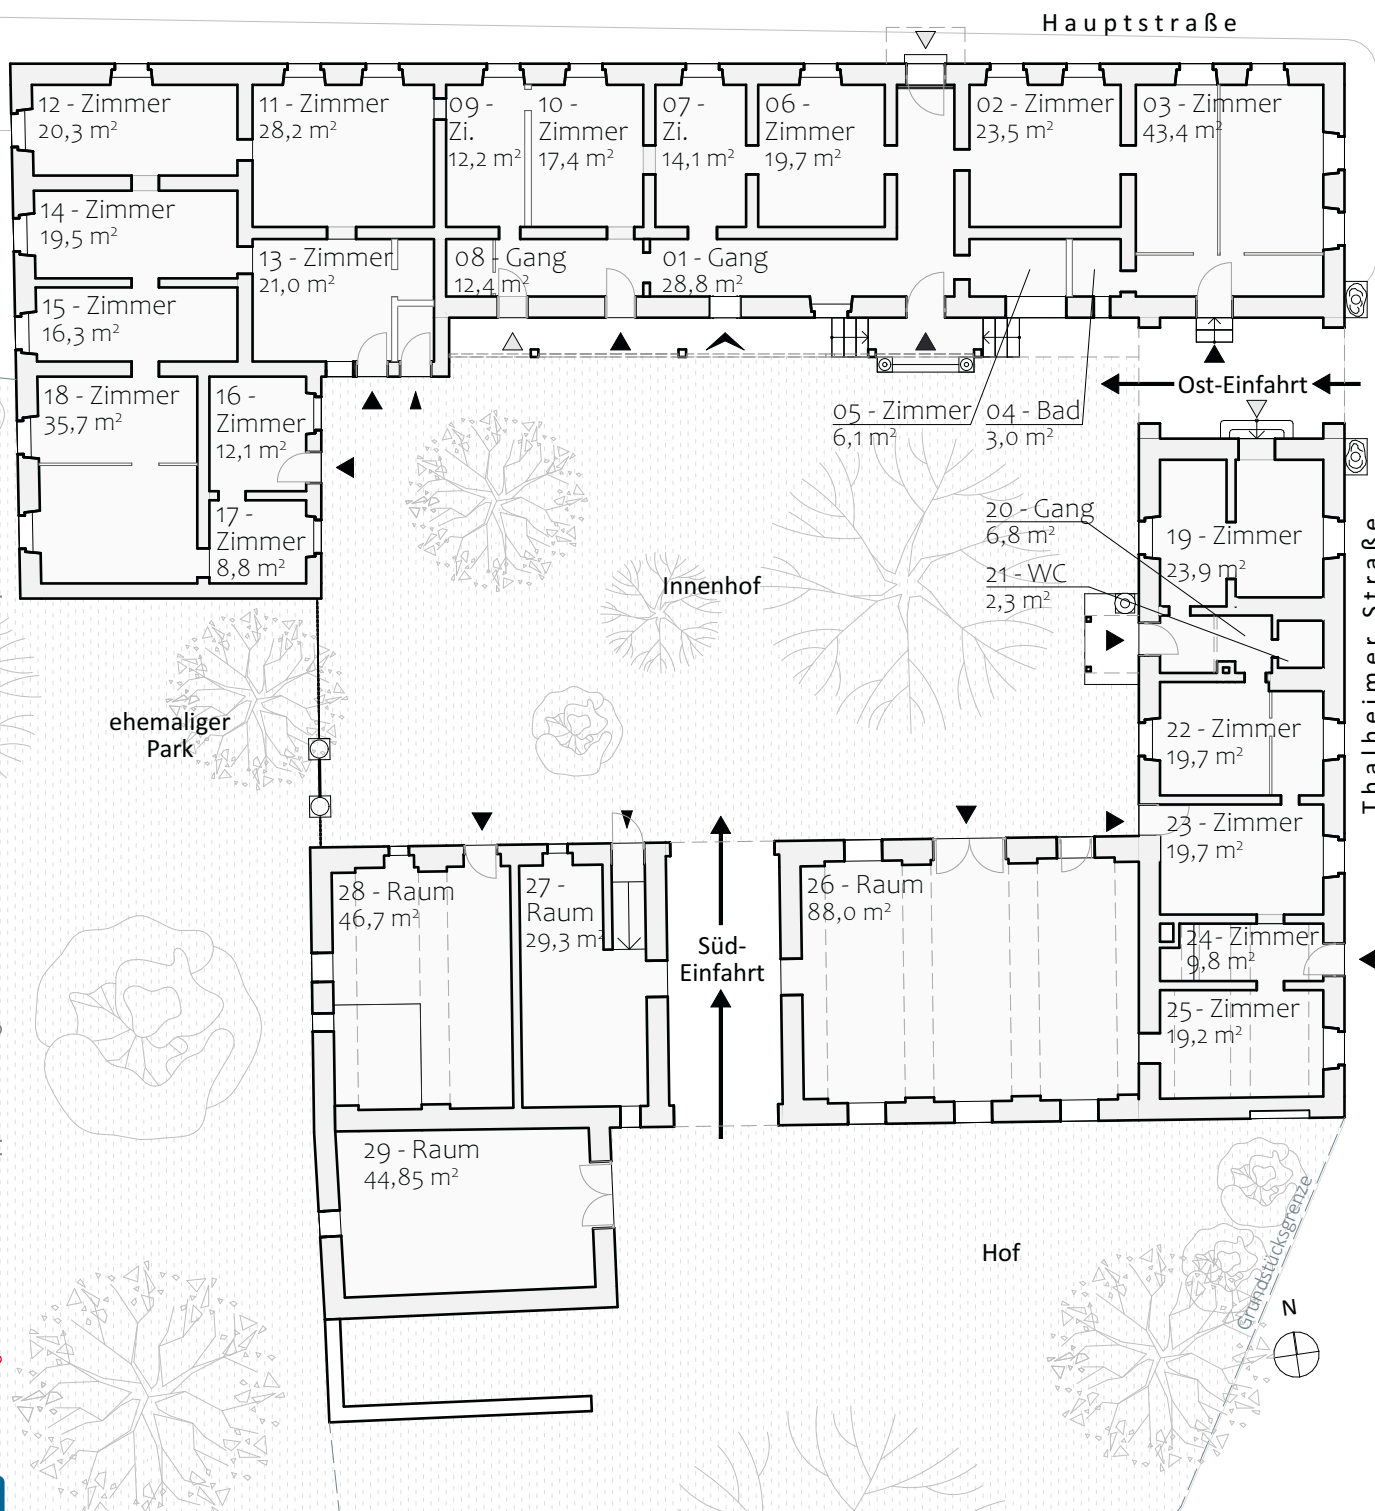 Hauptstraße
12 - Zimmer
20,3 m²
11 - Zimmer
28,2 m²
09 -
Zi.
12,2 m²
10 -
Zimmer
17,4 m²
07 -
Zi.
14,1 m²
06 -
Zimmer
19,7 m²
02 - Zimmer
23,5 m²
03 - Zimmer
43,4 m²
14 - Zimmer
19,5 m²
13 - Zimmer
21,0 m²
08 - Gang
12,4 m²
01 - Gang
28,8 m²
15 - Zimmer
16,3 m²
18 - Zimmer
35,7 m²
16 -
Zimmer
12,1 m²
17 -
Zimmer
8,8 m²
05 - Zimmer
6,1 m²
04 - Bad
3,0 m²
Ost-Einfahrt
20 - Gang
6,8 m²
21 - WC
2,3 m²
19 - Zimmer
23,9 m²
Thalheimer Straße
Innenhof
ehemaliger
Park
22 - Zimmer
19,7 m²
23 - Zimmer
19,7 m²
28 - Raum
46,7 m²
27 -
Raum
29,3 m²
Süd-
Einfahrt
26 - Raum
88,0 m²
24- Zimmer
9,8 m²
25 - Zimmer
19,2 m²
29 - Raum
44,85 m²
Hof
Grundstücksgrenze
N